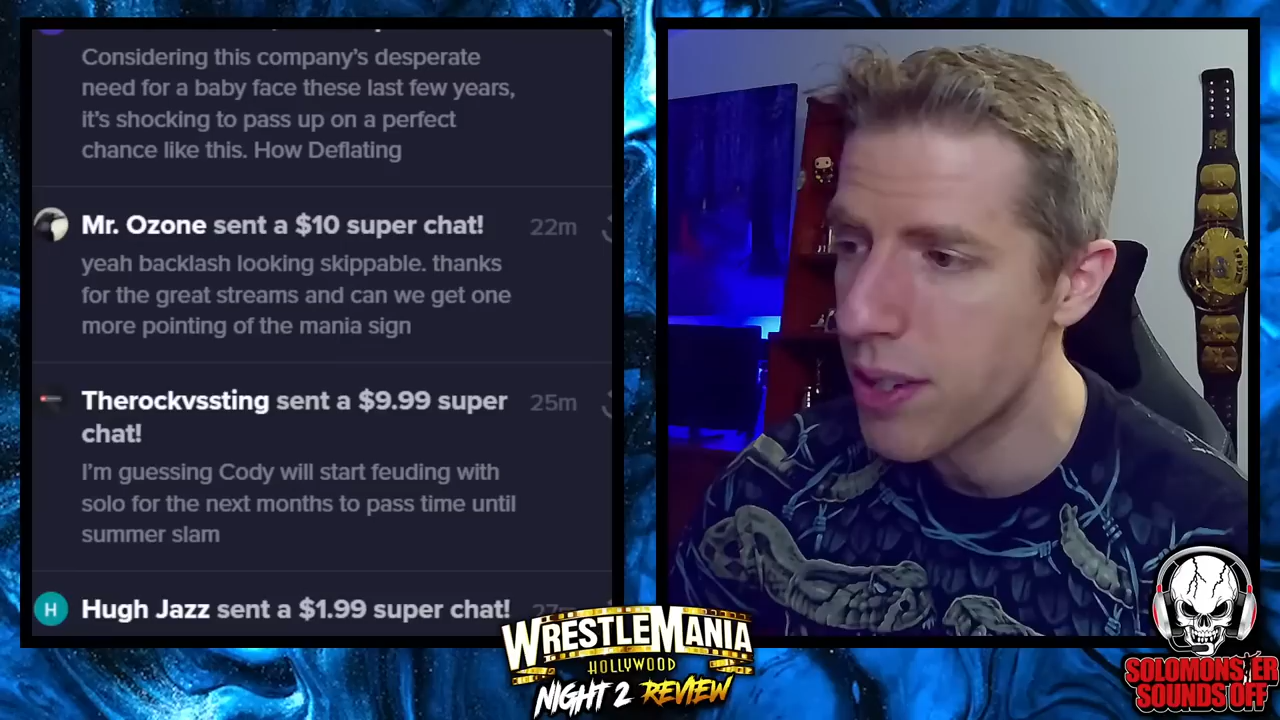 Considering this company's desperate
need for a baby face these last few years,
it's shocking to pass up on a perfect
chance like this. How Deflating
Mr. Ozone sent a $10 super chat!
22m
yeah backlash looking skippable. thanks
for the great streams and can we get one
more pointing of the mania sign
Therockvssting sent a $9.99 super
chat!
25m
I'm guessing Cody will start feuding with
solo for the next months to pass time until
summer slam
H
Hugh Jazz sent a $1.99 super chat!
27m
WRESTLEMANIA
HOLLYWOOD
NIGHT 2 REVIEW
SOLOMONSTER
SOUNDS OFF